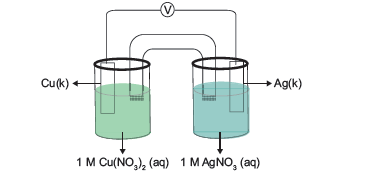 V
Cu(k)
Ag(k)
1 M Cu(NO₃)₂ (aq)
1 M AgNO₃ (aq)